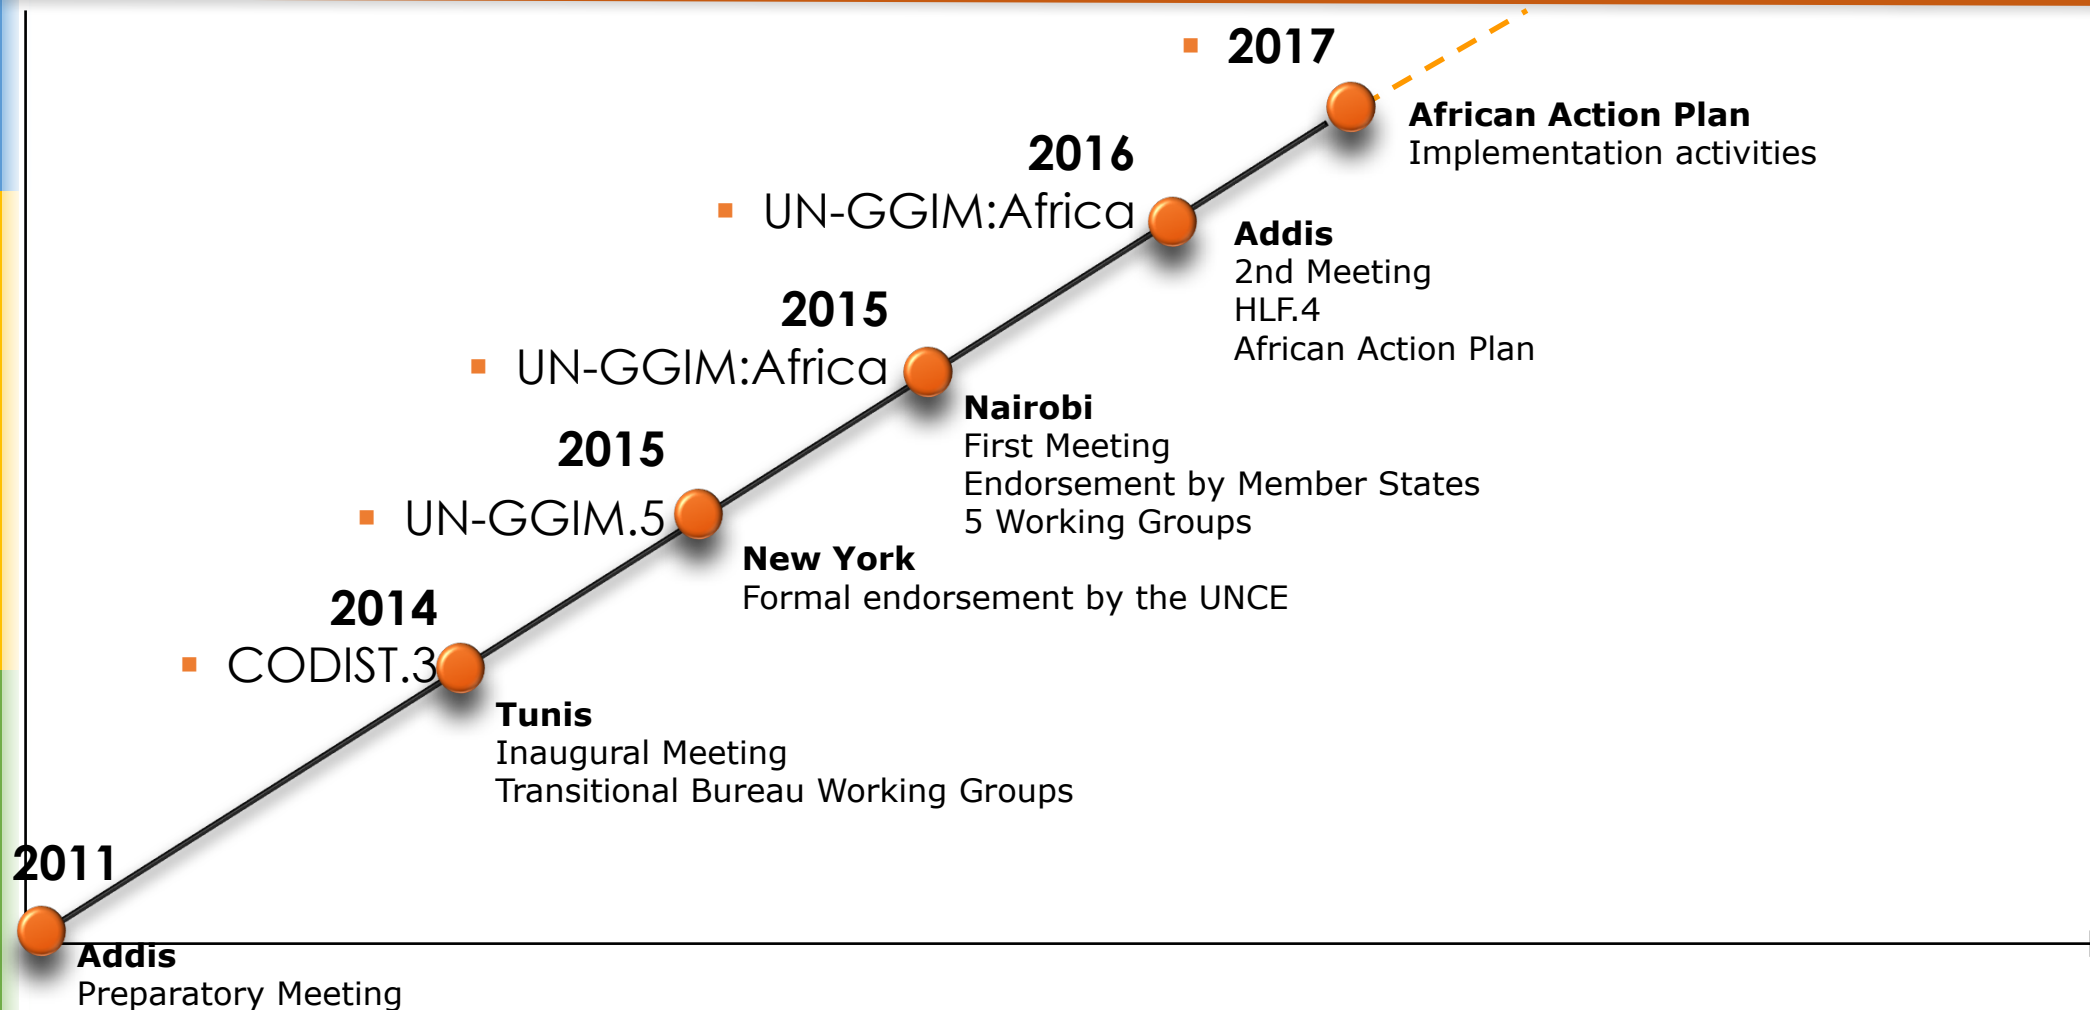 2017
African Action Plan
Implementation activities
2016
UN-GGIM:Africa
Addis
2nd Meeting
HLF.4
African Action Plan
2015
UN-GGIM:Africa
Nairobi
First Meeting
Endorsement by Member States
5 Working Groups
2015
UN-GGIM.5
New York
Formal endorsement by the UNCE
2014
CODIST.3
Tunis
Inaugural Meeting
Transitional Bureau Working Groups
2011
Addis
Preparatory Meeting